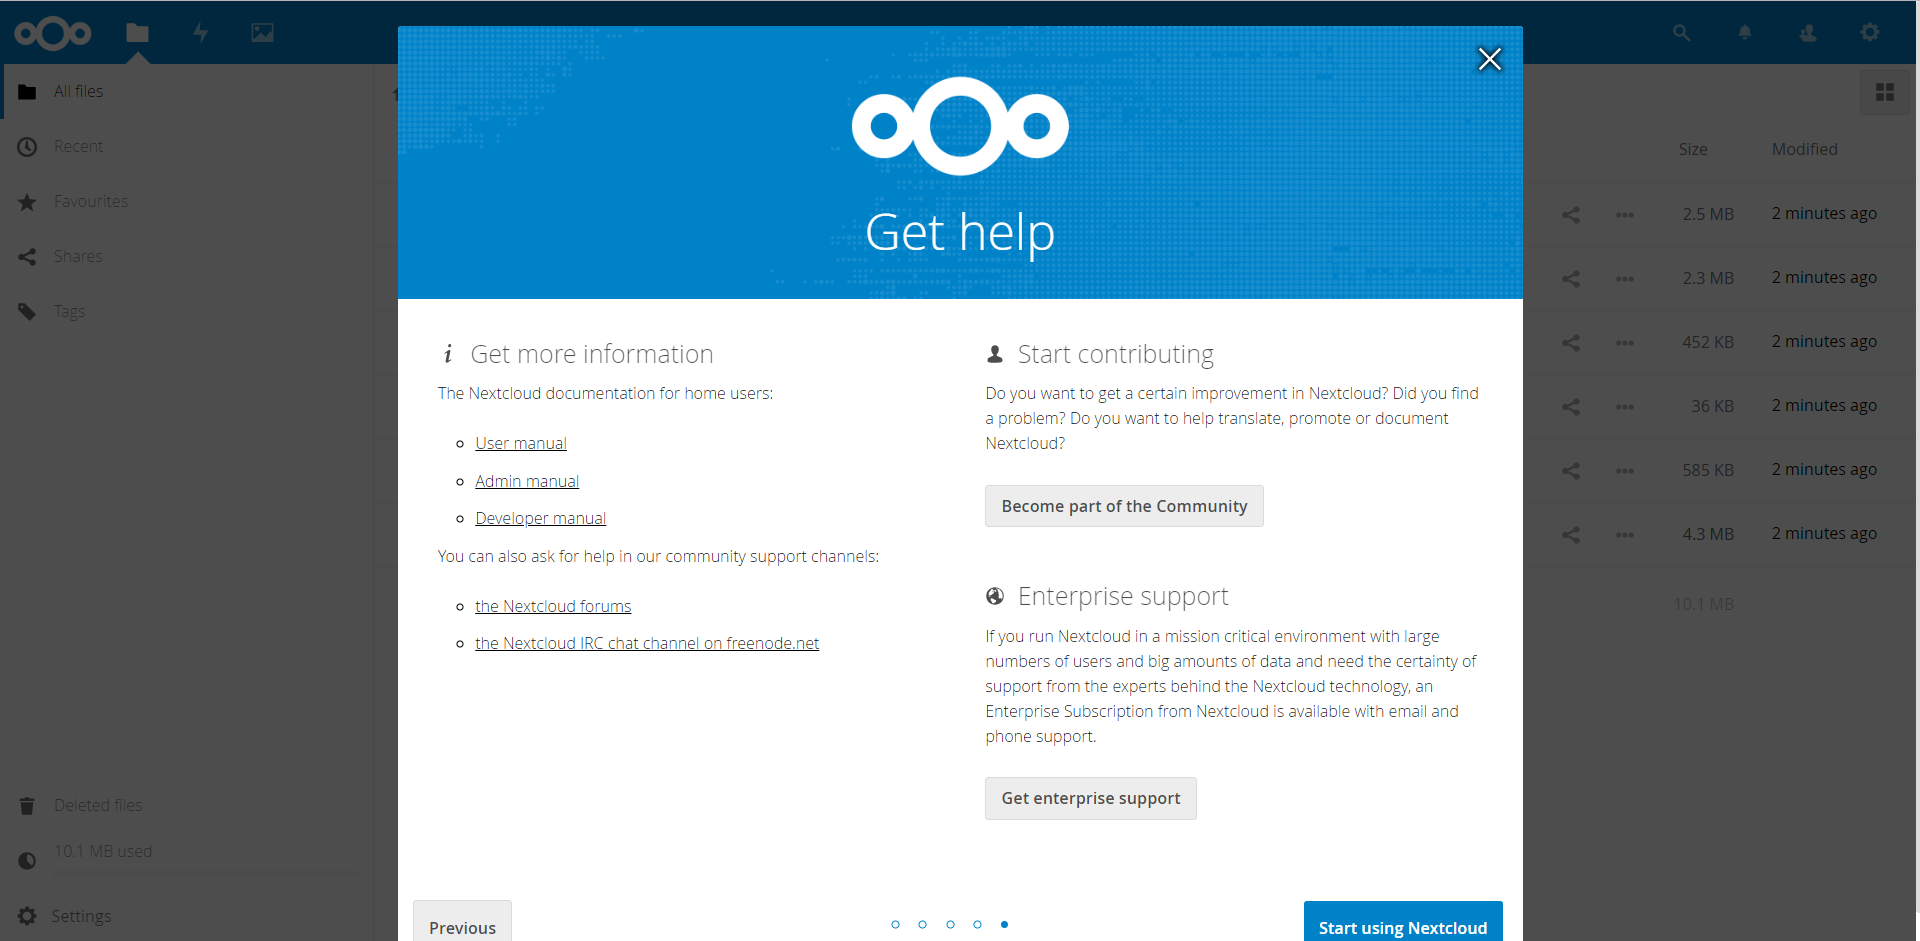 All files
Recent
Favourites
Shares
Tags
Deleted files
10.1 MB used
Settings
Get help
Get more information
The Nextcloud documentation for home users:
User manual
Admin manual
Developer manual
You can also ask for help in our community support channels:
the Nextcloud forums
the Nextcloud IRC chat channel on freenode.net
Start contributing
Do you want to get a certain improvement in Nextcloud? Did you find
a problem? Do you want to help translate, promote or document
Nextcloud?
Become part of the Community
Enterprise support
If you run Nextcloud in a mission critical environment with large
numbers of users and big amounts of data and need the certainty of
support from the experts behind the Nextcloud technology, an
Enterprise Subscription from Nextcloud is available with email and
phone support.
Get enterprise support
Previous
Start using Nextcloud
Size Modified
2.5 MB 2 minutes ago
2.3 MB 2 minutes ago
452 KB 2 minutes ago
36 KB 2 minutes ago
585 KB 2 minutes ago
4.3 MB 2 minutes ago
10.1 MB